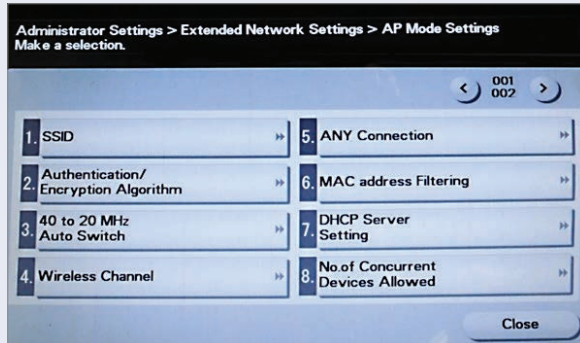 Administrator Settings > Extended Network Settings > AP Mode Settings
Make a selection.
001
002
1. SSID
2. Authentication/
Encryption Algorithm
3. 40 to 20 MHz
Auto Switch
4. Wireless Channel
5. ANY Connection
6. MAC address Filtering
7. DHCP Server
Setting
8. No.of Concurrent
Devices Allowed
Close